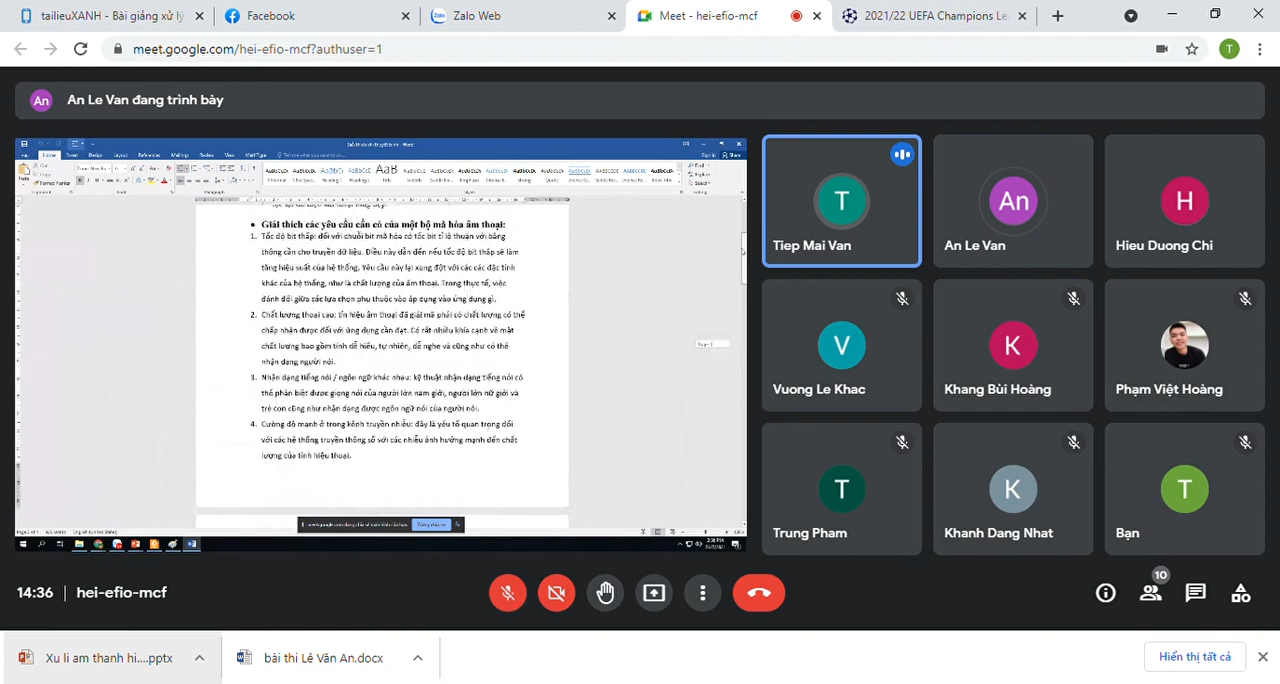 tailieuXANH - Bài giảng xử lý
Facebook
Zalo Web
Meet - hei-efio-mcf
2021/22 UEFA Champions Le
meet.google.com/hei-efio-mcf?authuser=1
T
An
An Le Van đang trình bày
Home
Design
References
Mailings
Review
View
MathType
Share
Format Painter
• Giải thích các yêu cầu cần có của một bộ mã hóa âm thoại:
1. Tốc độ bit thấp: đối với chuỗi bit mã hóa có tốc bit tỉ lệ thuận với băng
thông cần cho truyền dữ liệu. Điều này dẫn đến nếu tốc độ bit thấp sẽ làm
tăng hiệu suất của hệ thống. Yêu cầu này lại xung đột với các các đặc tính
khác của hệ thống, như là chất lượng của âm thoại. Trong thực tế, việc
đánh đổi giữa các lựa chọn phụ thuộc vào áp dụng vào ứng dụng gì.
2. Chất lượng thoại cao: tín hiệu âm thoại đã giải mã phải có chất lượng có thể
chấp nhận được đối với ứng dụng cần đạt. Có rất nhiều khía cạnh về mặt
chất lượng bao gồm tính dễ hiểu, tự nhiên, dễ nghe và cũng như có thể
nhận dạng người nói.
3. Nhận dạng tiếng nói / ngôn ngữ khác nhau: kỹ thuật nhận dạng tiếng nói có
thể phân biệt được giọng nói của người lớn nam giới, người lớn nữ giới và
trẻ con cũng như nhận dạng được ngôn ngữ nói của người nói.
4. Cường độ mạnh ở trong kênh truyền nhiễu: đây là yếu tố quan trọng đối
với các hệ thống truyền thông số với các nhiễu ảnh hưởng mạnh đến chất
lượng của tính hiệu thoại.
T
Tiep Mai Van
An
An Le Van
H
Hieu Duong Chi
V
Vuong Le Khac
K
Khang Bùi Hoàng
Phạm Việt Hoàng
T
Trung Pham
K
Khanh Dang Nhat
T
Bạn
14:36 | hei-efio-mcf
10
Xu li am thanh hi....pptx
bài thi Lê Văn An.docx
Hiển thị tất cả